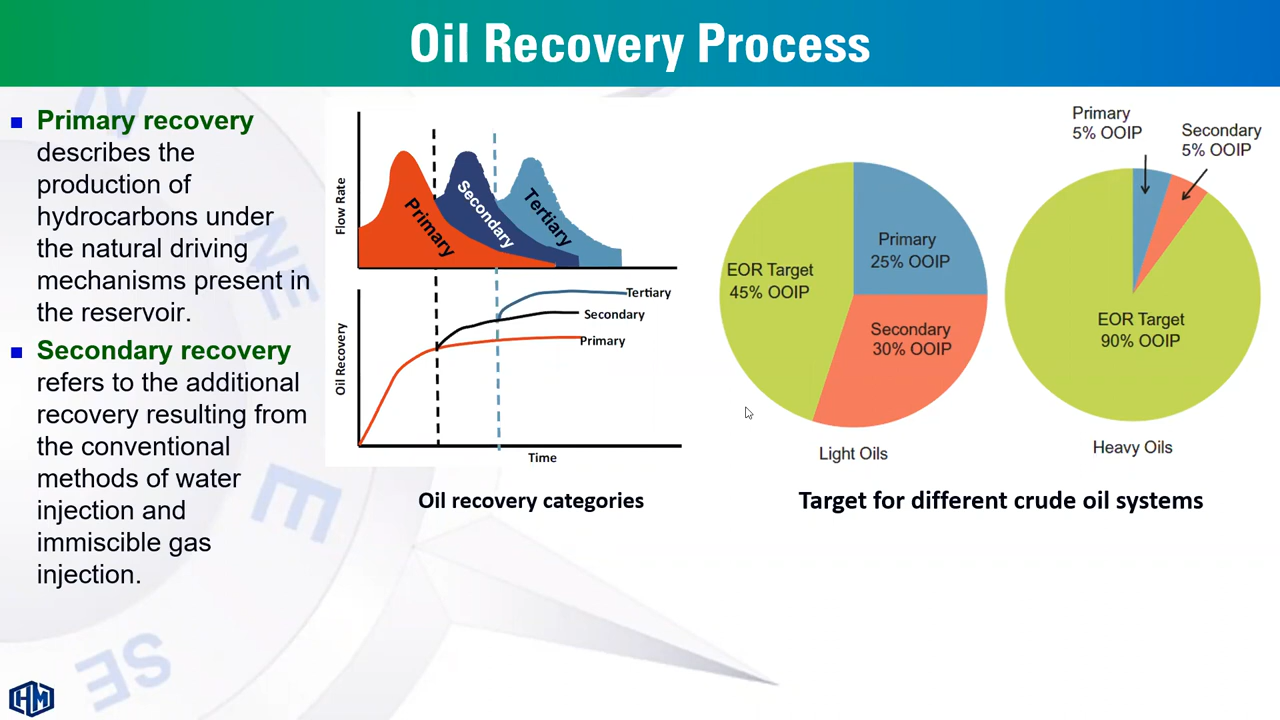 Oil Recovery Process
Primary recovery
describes the
production of
hydrocarbons under
the natural driving
mechanisms present in
the reservoir.
Secondary recovery
refers to the additional
recovery resulting from
the conventional
methods of water
injection and
immiscible gas
injection.
Flow Rate
Primary
Secondary
Tertiary
Oil Recovery
Tertiary
Secondary
Primary
Time
Oil recovery categories
EOR Target
45% OOIP
Primary
25% OOIP
Secondary
30% OOIP
Light Oils
Primary
5% OOIP
Secondary
5% OOIP
EOR Target
90% OOIP
Heavy Oils
Target for different crude oil systems
N
NE
E
SE
HM